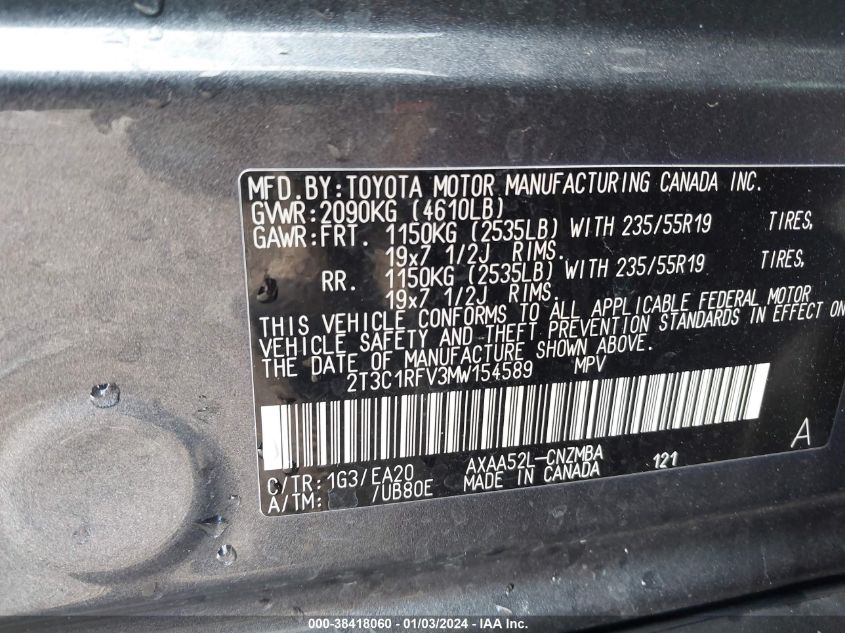 MFD.BY:TOYOTA MOTOR MANUFACTURING CANADA INC.
GVWR:2090KG (4610LB)
GAWR:FRT. 1150KG (2535LB) WITH 235/55R19 TIRES,
19x7 1/2J RIMS.
RR. 1150KG (2535LB) WITH 235/55R19 TIRES,
19x7 1/2J RIMS.
THIS VEHICLE CONFORMS TO ALL APPLICABLE FEDERAL MOTOR
VEHICLE SAFETY AND THEFT PREVENTION STANDARDS IN EFFECT ON
THE DATE OF MANUFACTURE SHOWN ABOVE.
2T3C1RFV3MW154589 MPV
C/TR:1G3/EA20 AXAA52L-CNZMBA 121 A
A/TM: /UB80E MADE IN CANADA
000-38418060 - 01/03/2024 - IAAI.COM